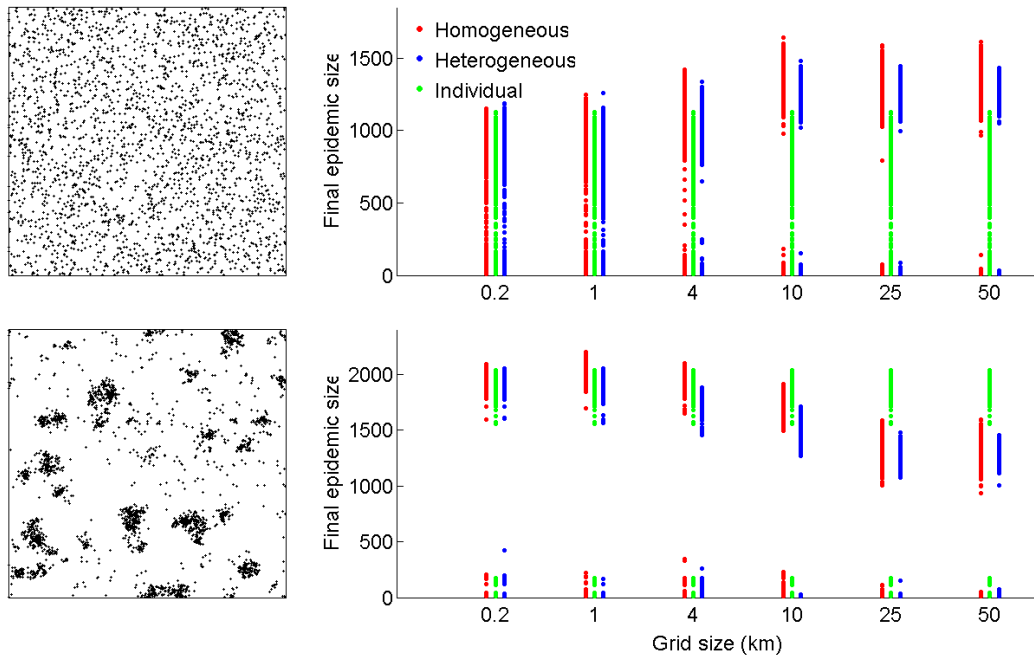 Homogeneous
Heterogeneous
Individual
Final epidemic size
1500
1000
500
0
0.2 1 4 10 25 50
Final epidemic size
2000
1500
1000
500
0
0.2 1 4 10 25 50
Grid size (km)